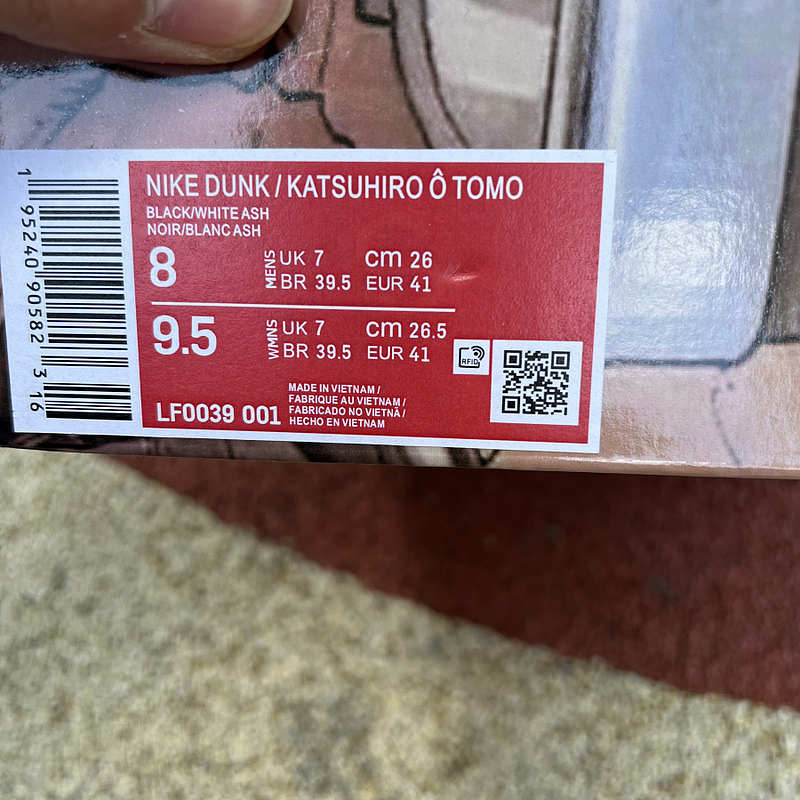 NIKE DUNK / KATSUHIRO Ô TOMO
BLACK/WHITE ASH
NOIR/BLANC ASH
8 MENS UK 7 cm 26
BR 39.5 EUR 41
9.5 WMNS UK 7 cm 26.5
BR 39.5 EUR 41
RFID
MADE IN VIETNAM /
FABRIQUE AU VIETNAM /
FABRICADO NO VIETNÃ /
HECHO EN VIETNAM
LF0039 001
1 95240 90582 3 16